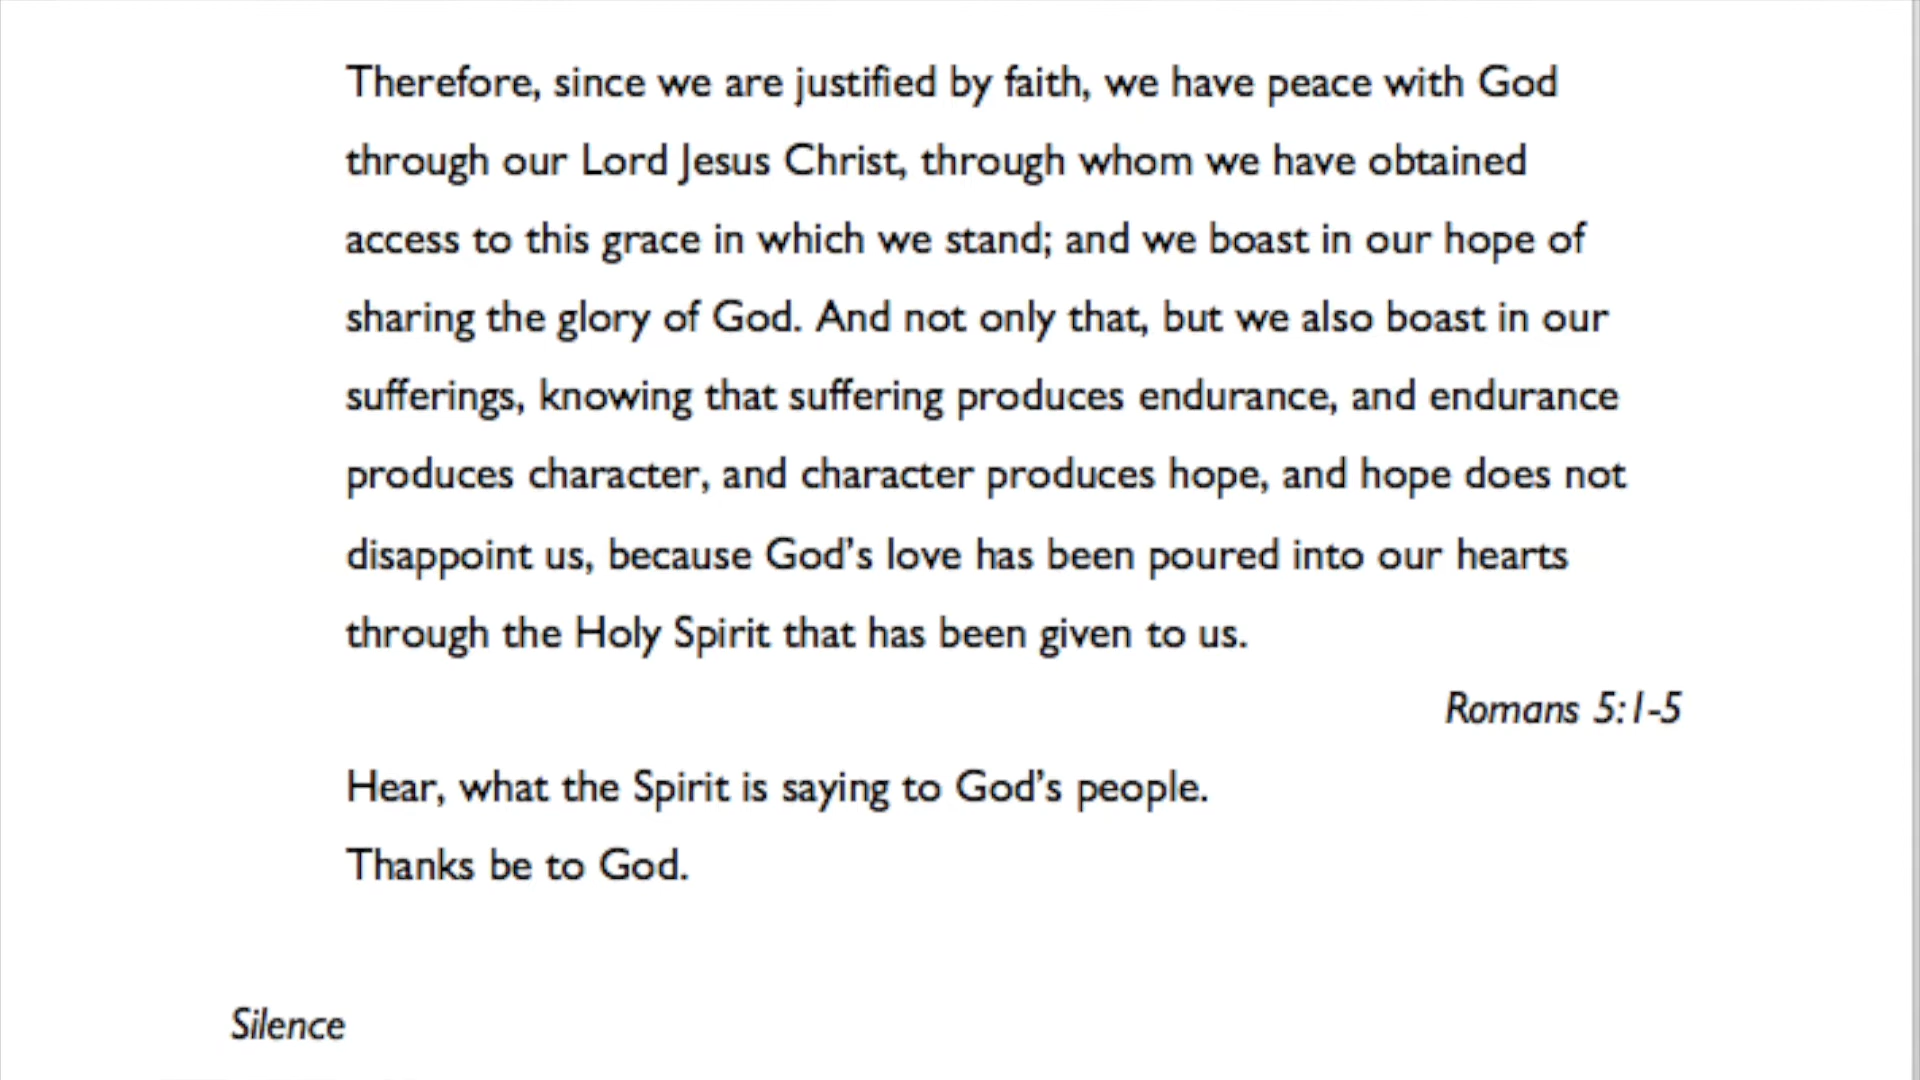 Therefore, since we are justified by faith, we have peace with God
through our Lord Jesus Christ, through whom we have obtained
access to this grace in which we stand; and we boast in our hope of
sharing the glory of God. And not only that, but we also boast in our
sufferings, knowing that suffering produces endurance, and endurance
produces character, and character produces hope, and hope does not
disappoint us, because God’s love has been poured into our hearts
through the Holy Spirit that has been given to us.
Romans 5:1-5
Hear, what the Spirit is saying to God’s people.
Thanks be to God.
Silence